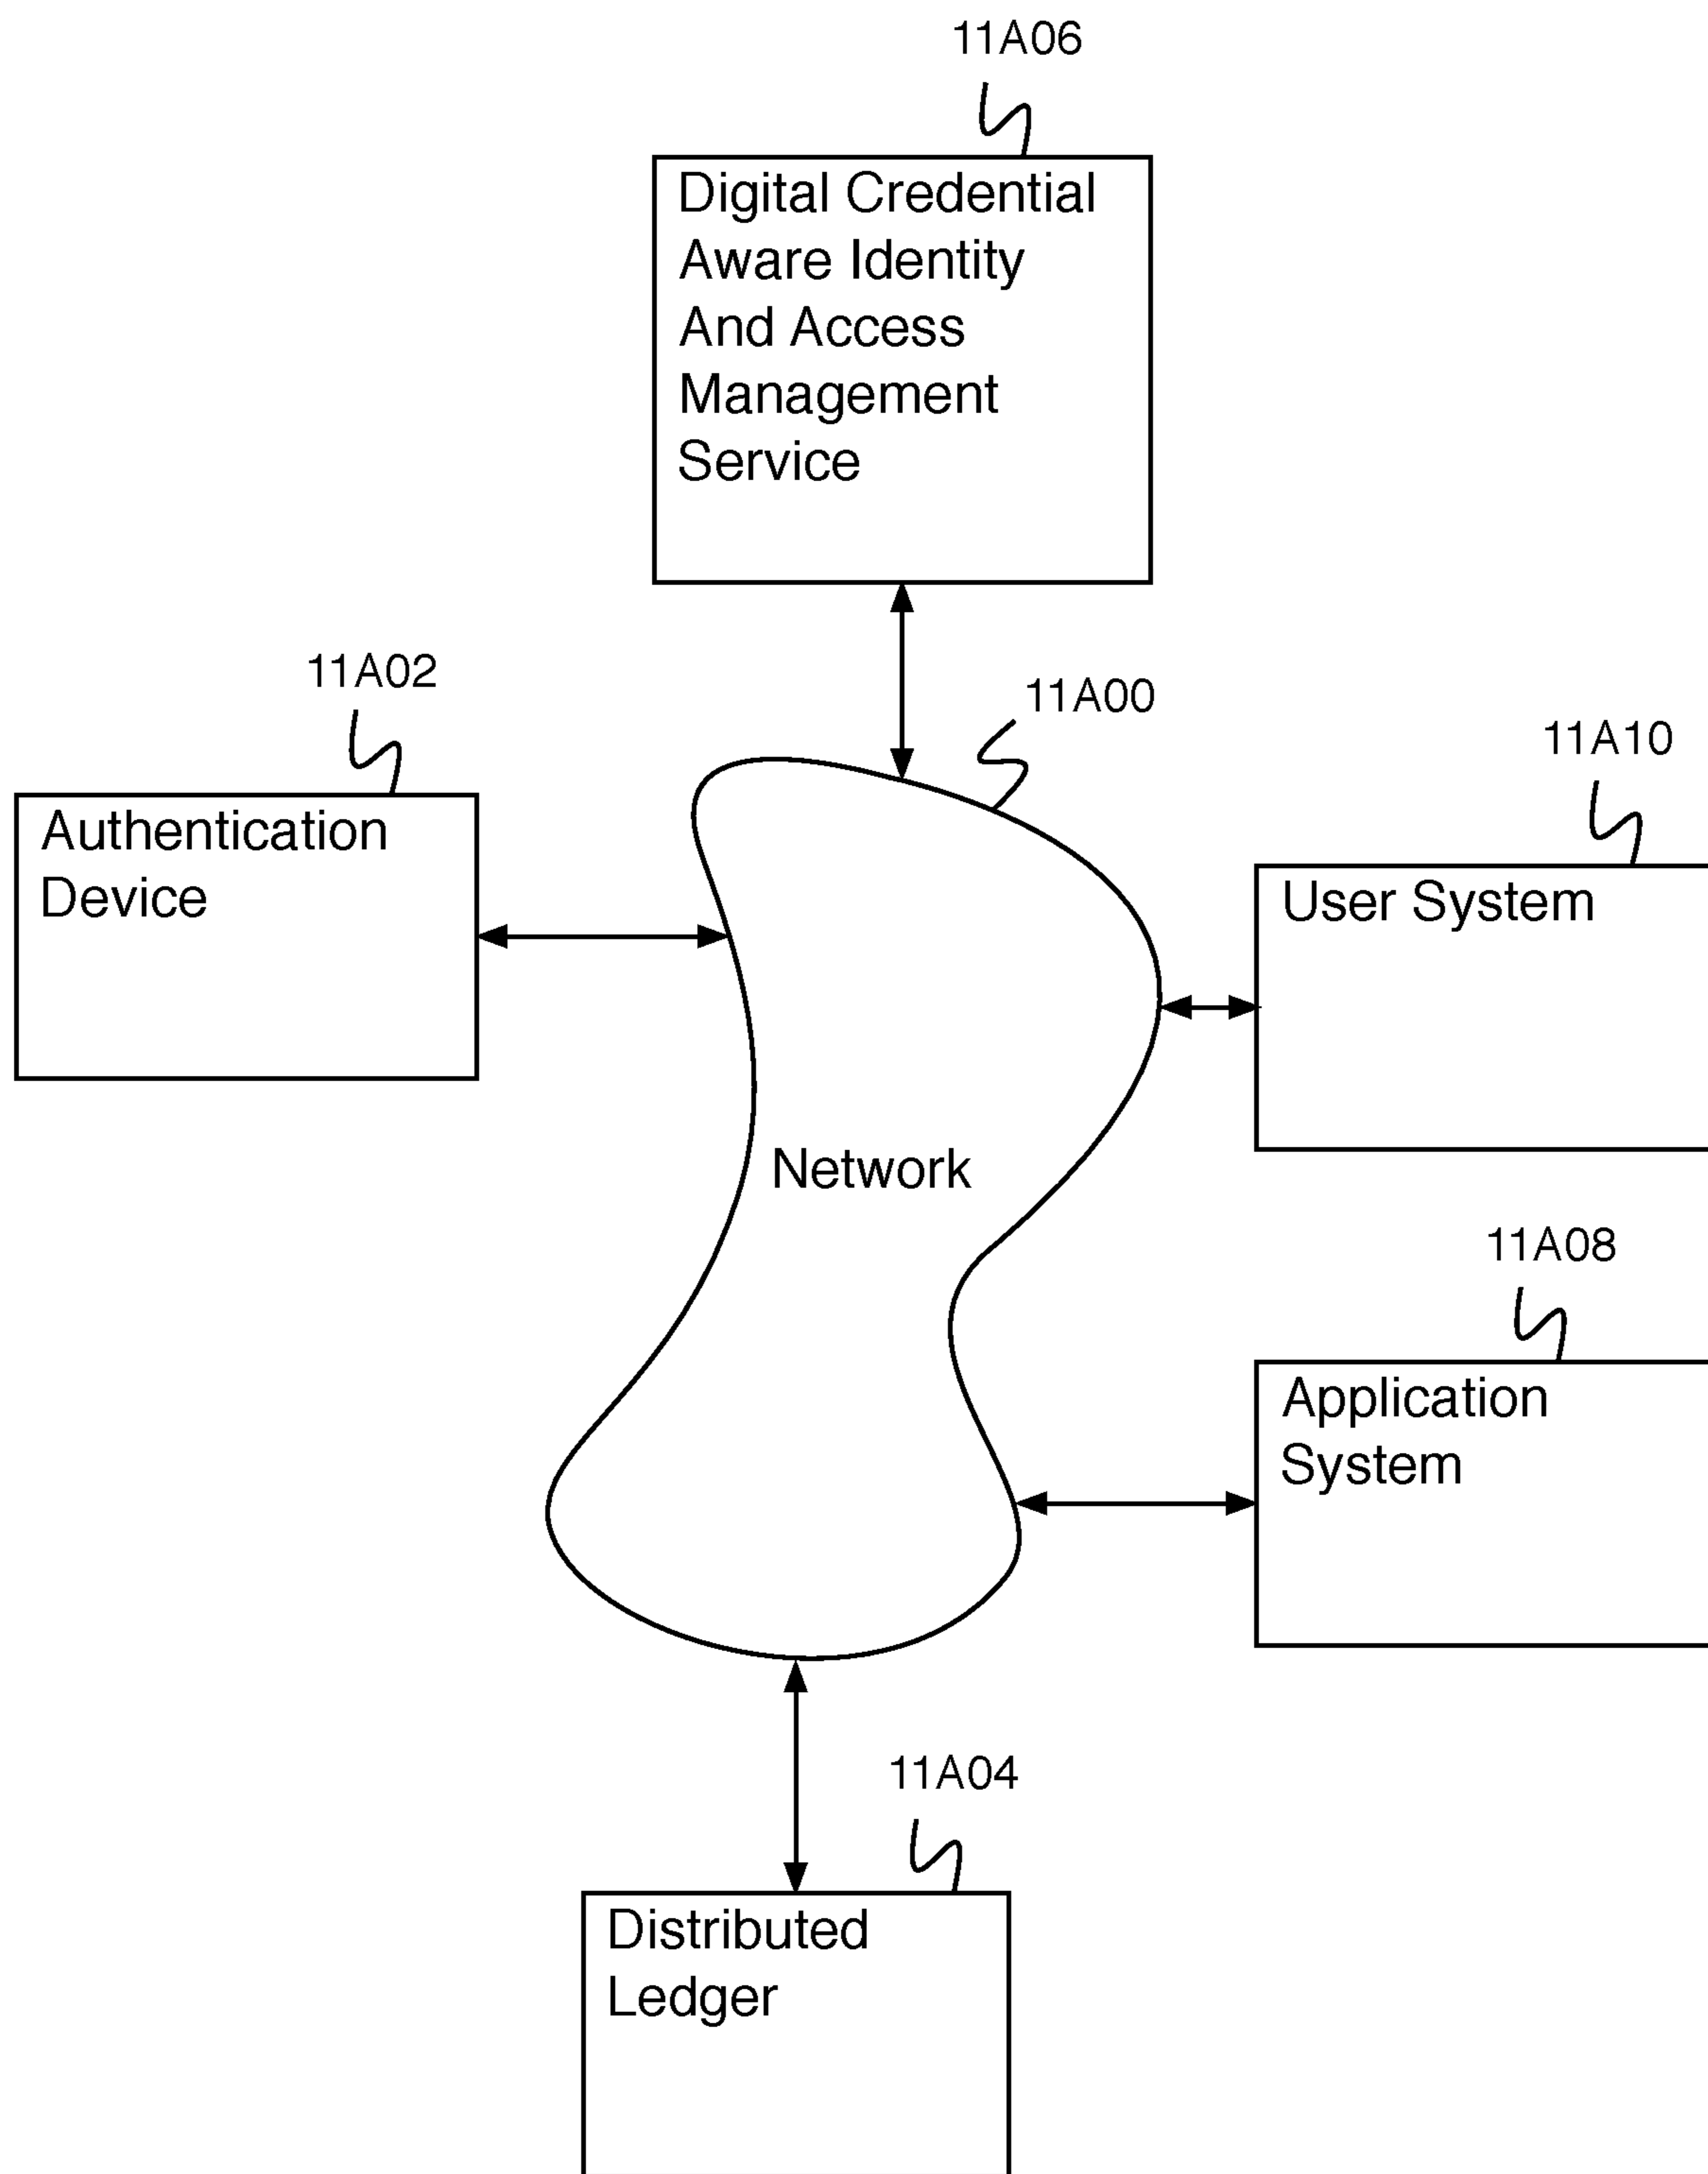 11A06
Digital Credential
Aware Identity
And Access
Management
Service
11A02
11A00
11A10
Authentication
Device
User System
Network
11A08
Application
System
11A04
Distributed
Ledger